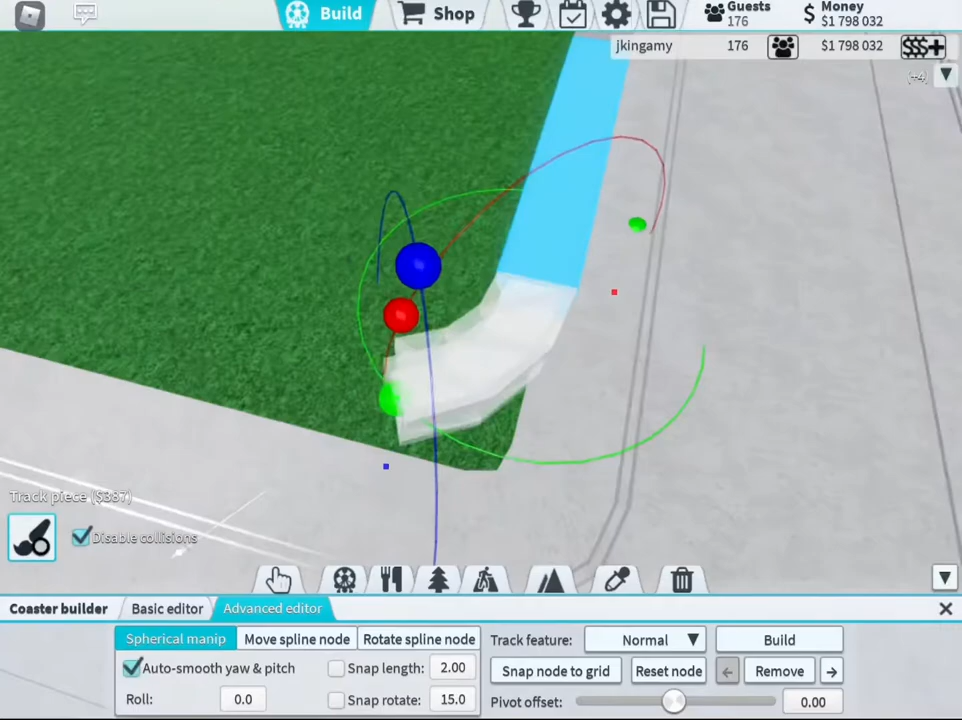 Build
Shop
Guests
176
Money
$1 798 032
jkingamy 176 $1 798 032
$$$+
[+4]
Track piece ($387)
Disable collisions
Coaster builder Basic editor Advanced editor
Spherical manip Move spline node Rotate spline node Track feature: Normal Build
Auto-smooth yaw & pitch Snap length: 2.00 Snap node to grid Reset node Remove
Roll: 0.0 Snap rotate: 15.0 Pivot offset: 0.00